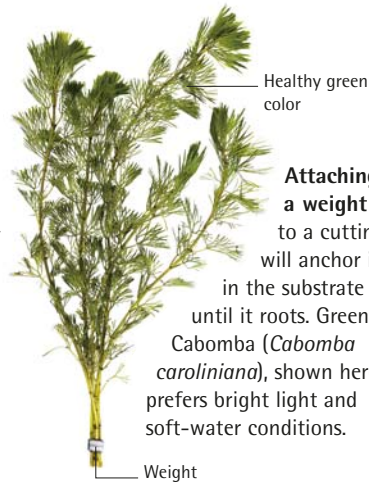 Healthy green
color
Attaching
a weight
to a cutting
will anchor i
in the substrate
until it roots. Green
Cabomba (Cabomba
caroliniana), shown her
prefers bright light and
soft-water conditions.
Weight